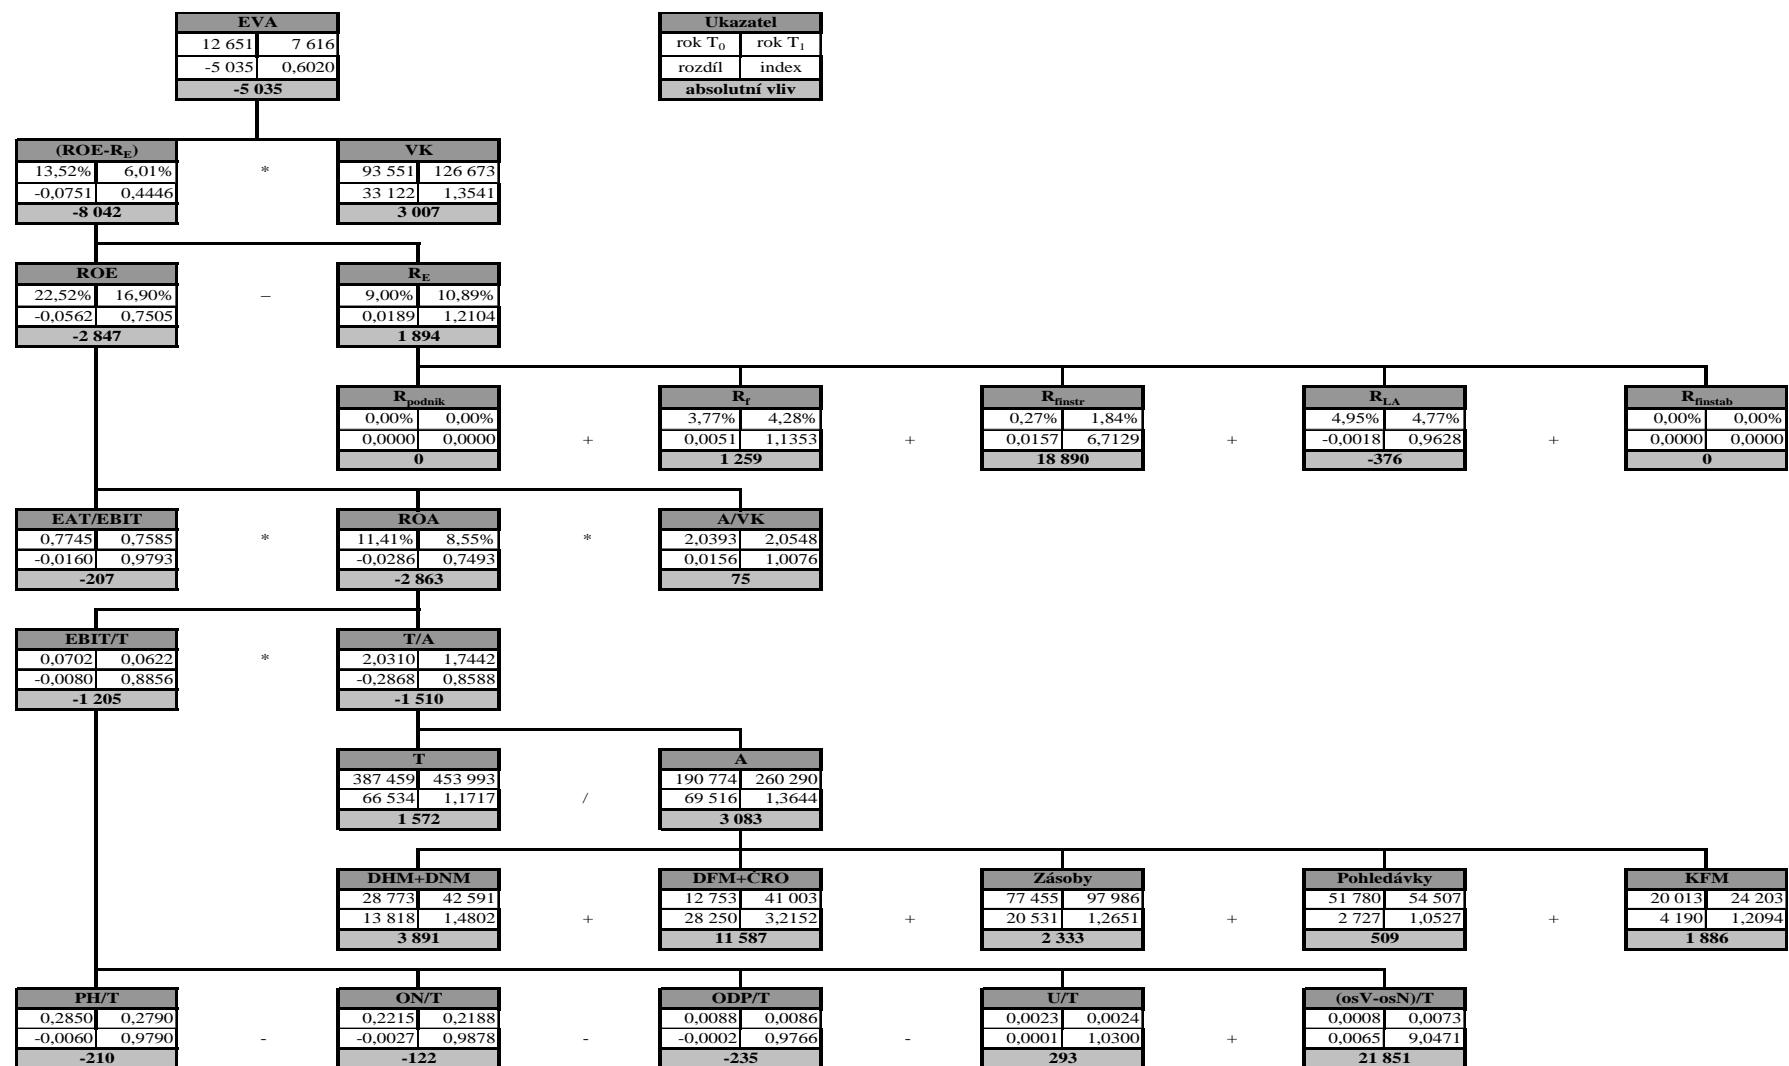 EVA Ukazatel
12 651 7 616 rok T₀ rok T₁
-5 035 0,6020 rozdíl index
-5 035 absolutní vliv
(ROE-R_E) VK
13,52% 6,01% * 93 551 126 673
-0,0751 0,4446 33 122 1,3541
-8 042 3 007
ROE R_E
22,52% 16,90% – 9,00% 10,89%
-0,0562 0,7505 0,0189 1,2104
-2 847 1 894
R_podnik R_f R_finstr R_LA R_finstab
0,00% 0,00% 3,77% 4,28% 0,27% 1,84% 4,95% 4,77% 0,00% 0,00%
0,0000 0,0000 + 0,0051 1,1353 + 0,0157 6,7129 + -0,0018 0,9628 + 0,0000 0,0000
0 1 259 18 890 -376 0
EAT/EBIT ROA A/VK
0,7745 0,7585 * 11,41% 8,55% * 2,0393 2,0548
-0,0160 0,9793 -0,0286 0,7493 0,0156 1,0076
-207 -2 863 75
EBIT/T T/A
0,0702 0,0622 * 2,0310 1,7442
-0,0080 0,8856 -0,2868 0,8588
-1 205 -1 510
T A
387 459 453 993 190 774 260 290
66 534 1,1717 / 69 516 1,3644
1 572 3 083
DHM+DNM DFM+ČRO Zásoby Pohledávky KFM
28 773 42 591 12 753 41 003 77 455 97 986 51 780 54 507 20 013 24 203
13 818 1,4802 + 28 250 3,2152 + 20 531 1,2651 + 2 727 1,0527 + 4 190 1,2094
3 891 11 587 2 333 509 1 886
PH/T ON/T ODP/T U/T (osV-osN)/T
0,2850 0,2790 0,2215 0,2188 0,0088 0,0086 0,0023 0,0024 0,0008 0,0073
-0,0060 0,9790 - -0,0027 0,9878 - -0,0002 0,9766 - 0,0001 1,0300 + 0,0065 9,0471
-210 -122 -235 293 21 851